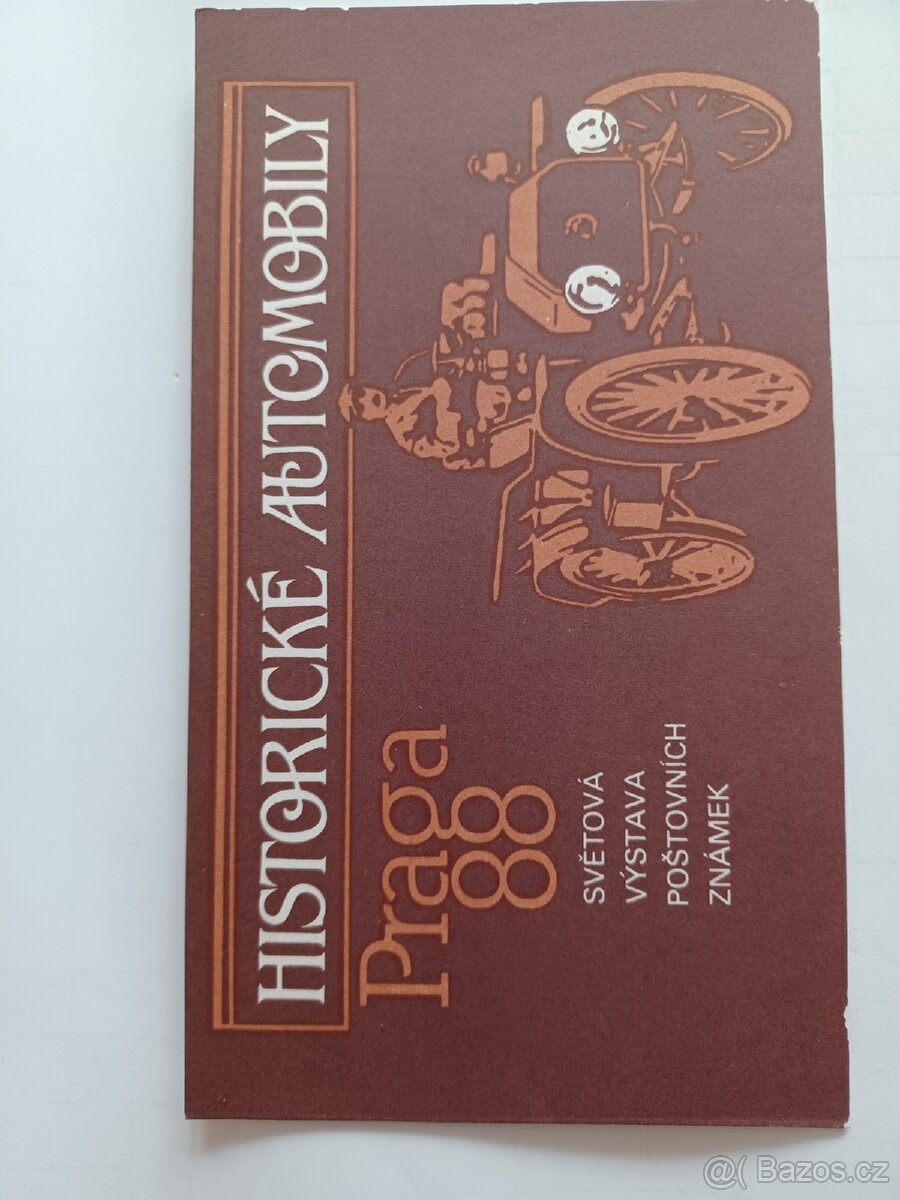 HISTORICKÉ AUTOMOBILY
Praga
88
SVĚTOVÁ
VÝSTAVA
POŠTOVNÍCH
ZNÁMEK
@( Bazos.cz